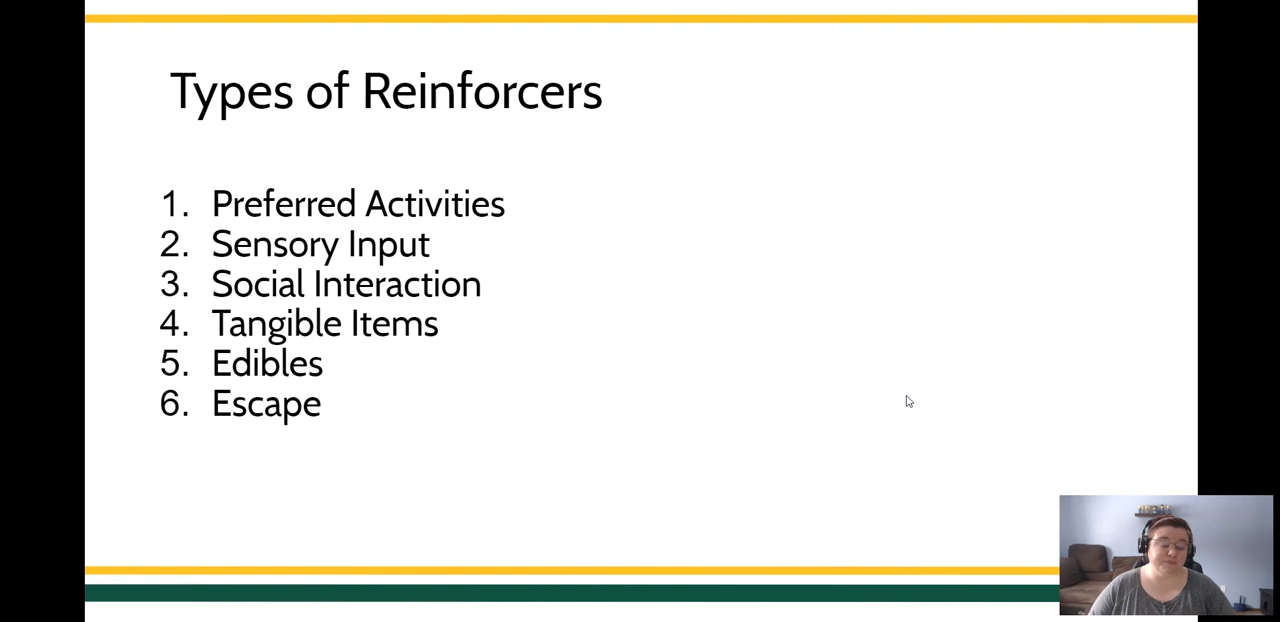 Types of Reinforcers
1. Preferred Activities
2. Sensory Input
3. Social Interaction
4. Tangible Items
5. Edibles
6. Escape